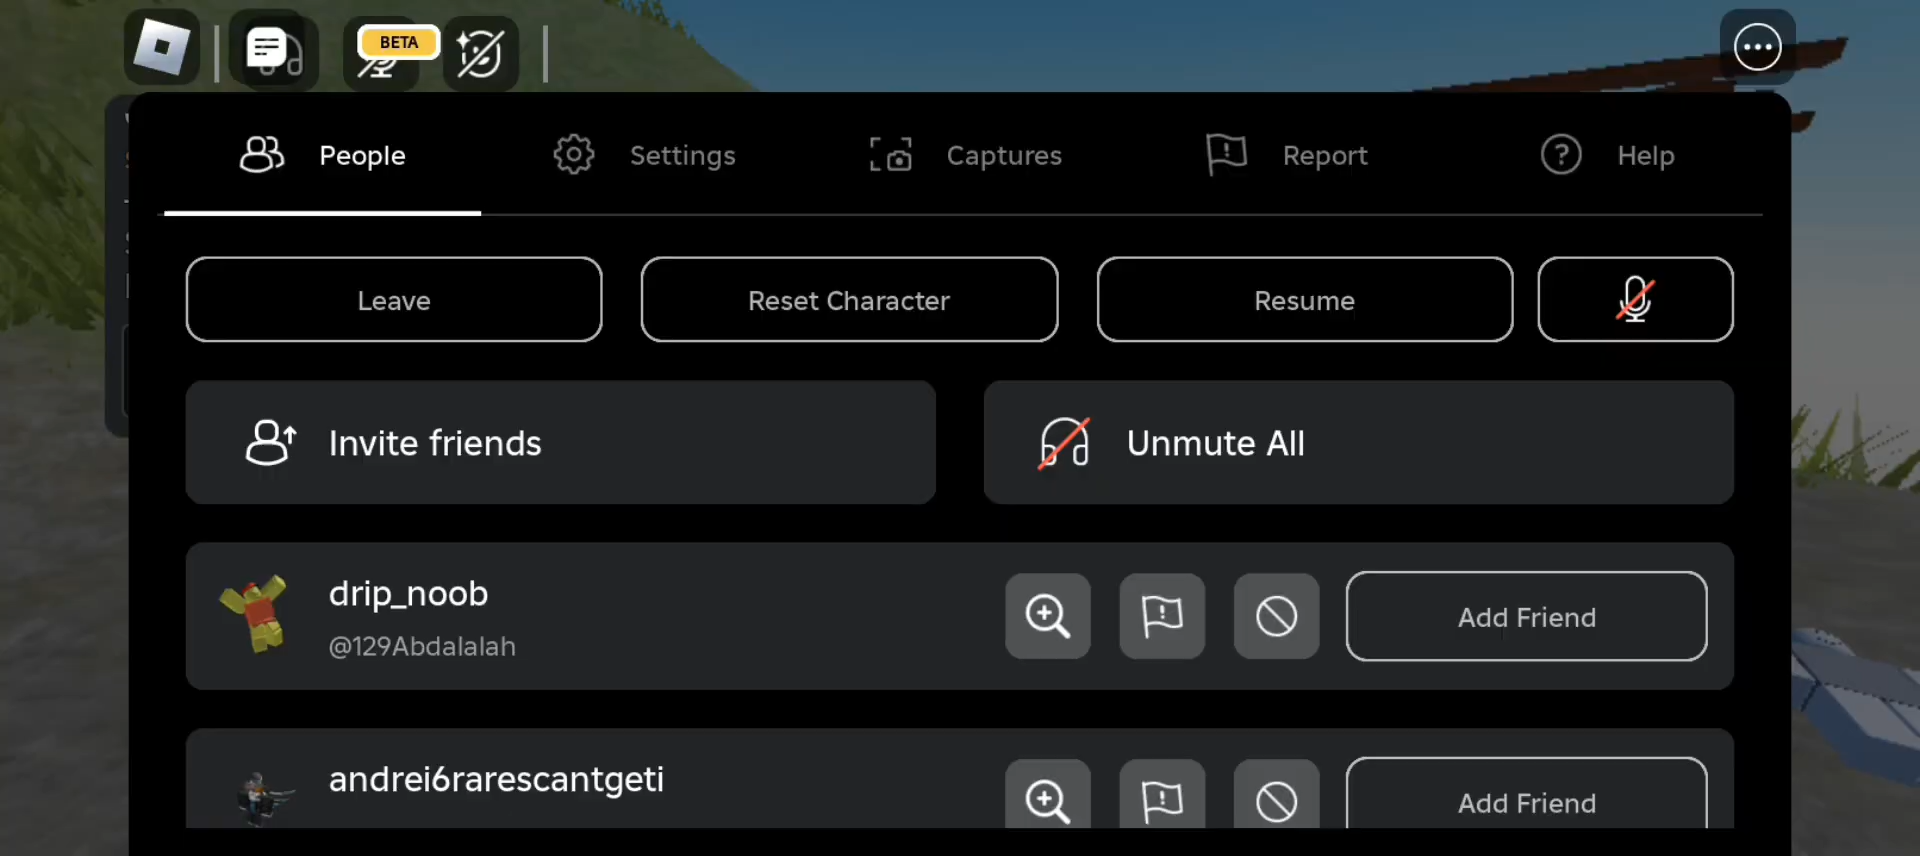 BETA
People
Settings
Captures
Report
Help
Leave
Reset Character
Resume
Invite friends
Unmute All
drip_noob
@129Abdalalah
Add Friend
andrei6rarescantgeti
Add Friend